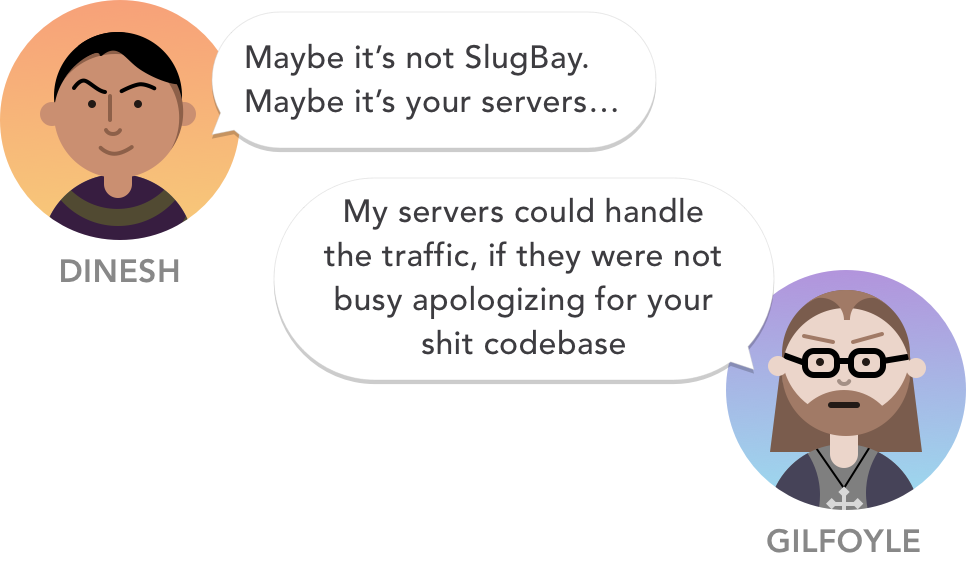 Maybe it's not SlugBay.
Maybe it's your servers…
DINESH
My servers could handle
the traffic, if they were not
busy apologizing for your
shit codebase
GILFOYLE